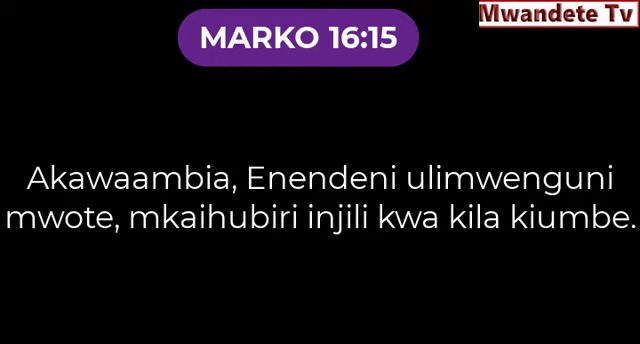 MARKO 16:15
Mwandete Tv
Akawaambia, Enendeni ulimwenguni
mwote, mkaihubiri injili kwa kila kiumbe.